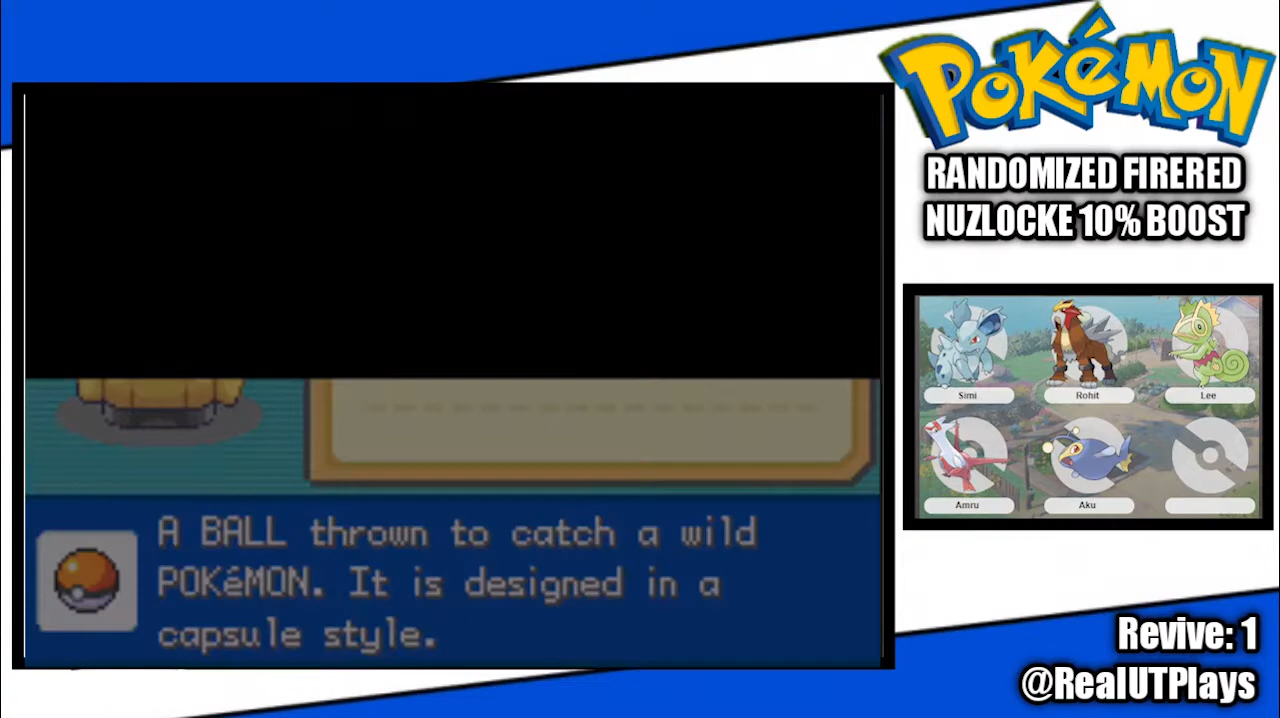 POKéMON
RANDOMIZED FIRERED
NUZLOCKE 10% BOOST
Simi
Rohit
Lee
Amru
Aku
A BALL thrown to catch a wild
POKéMON. It is designed in a
capsule style.
Revive: 1
@RealUTPlays